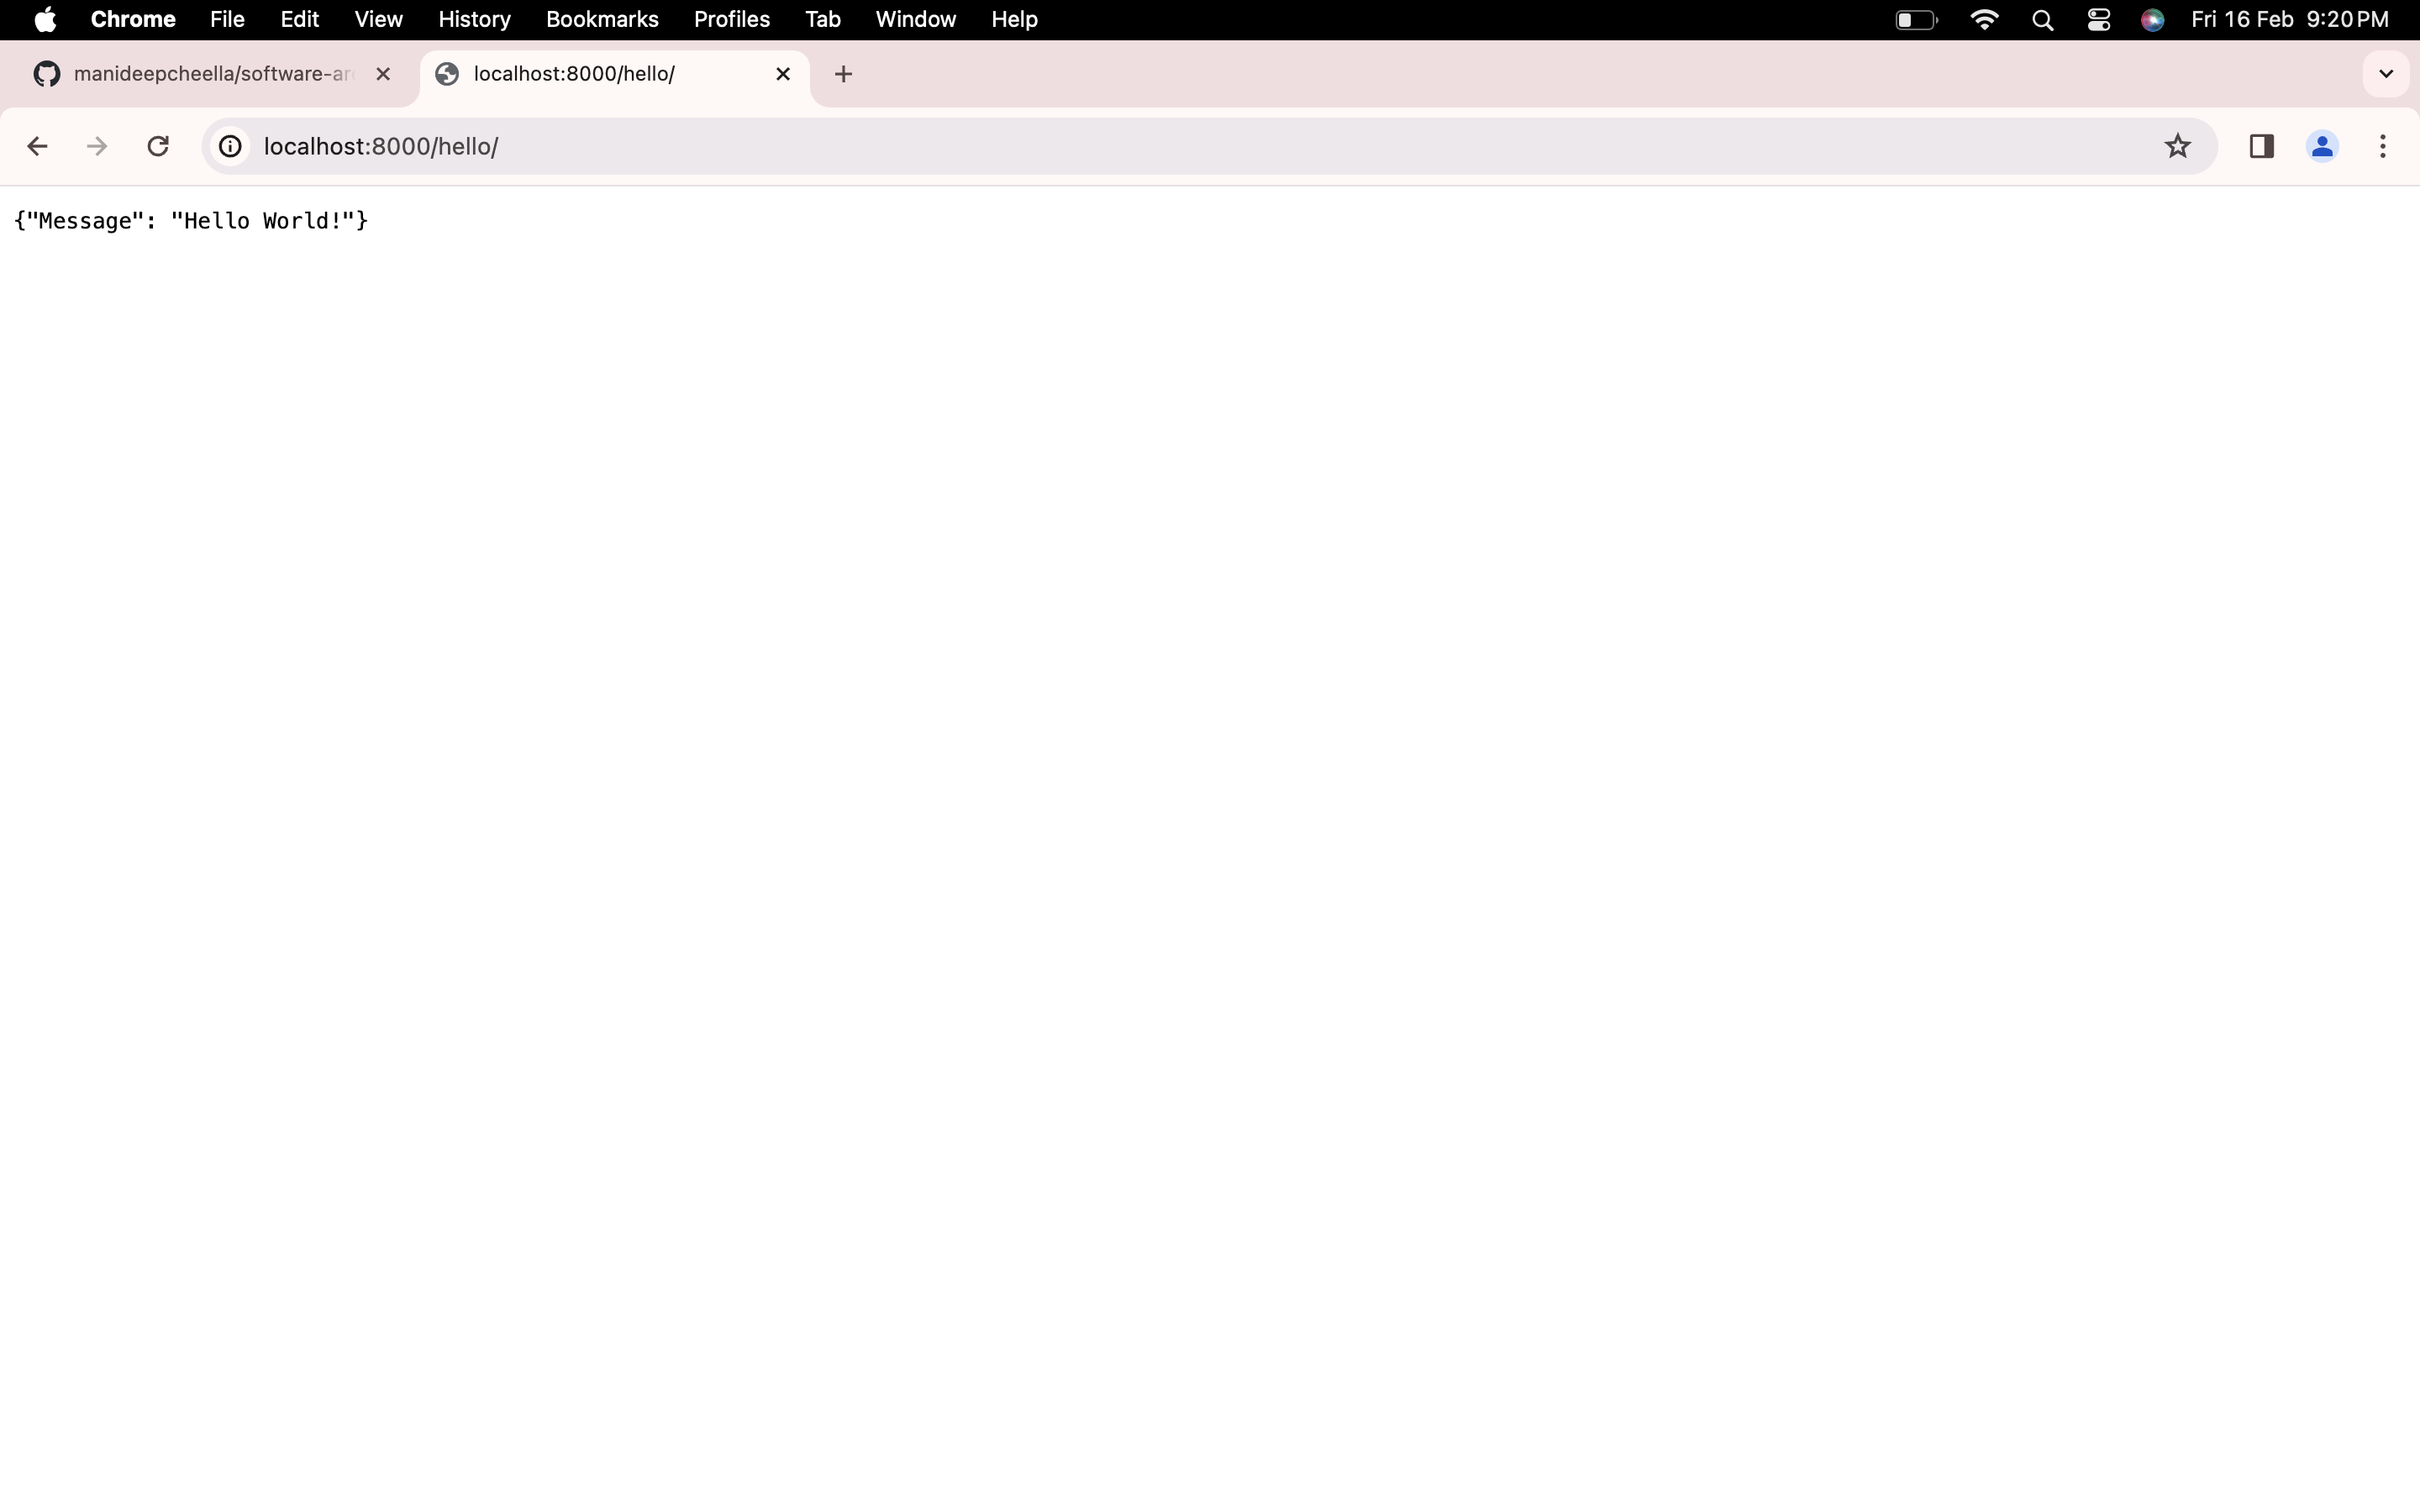 Chrome File Edit View History Bookmarks Profiles Tab Window Help Fri 16 Feb 9:20 PM
manideepcheella/software-ar localhost:8000/hello/
localhost:8000/hello/
{"Message": "Hello World!"}